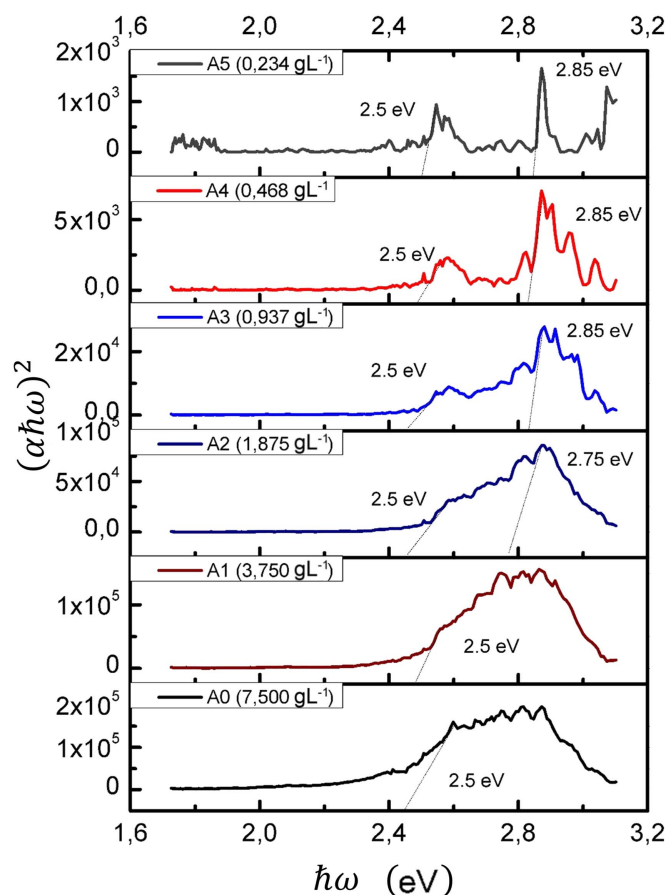 1,6 2,0 2,4 2,8 3,2
2x10³
1x10³
0
A5 (0,234 gL⁻¹)
2.5 eV
2.85 eV
5x10³
0,0
A4 (0,468 gL⁻¹)
2.5 eV
2.85 eV
2x10⁴
0,0
A3 (0,937 gL⁻¹)
2.5 eV
2.85 eV
1x10⁵
5x10⁴
0,0
A2 (1,875 gL⁻¹)
2.5 eV
2.75 eV
1x10⁵
0
A1 (3,750 gL⁻¹)
2.5 eV
2x10⁵
1x10⁵
0
A0 (7,500 gL⁻¹)
2.5 eV
(αħω)²
1,6 2,0 2,4 2,8 3,2
ħω (eV)